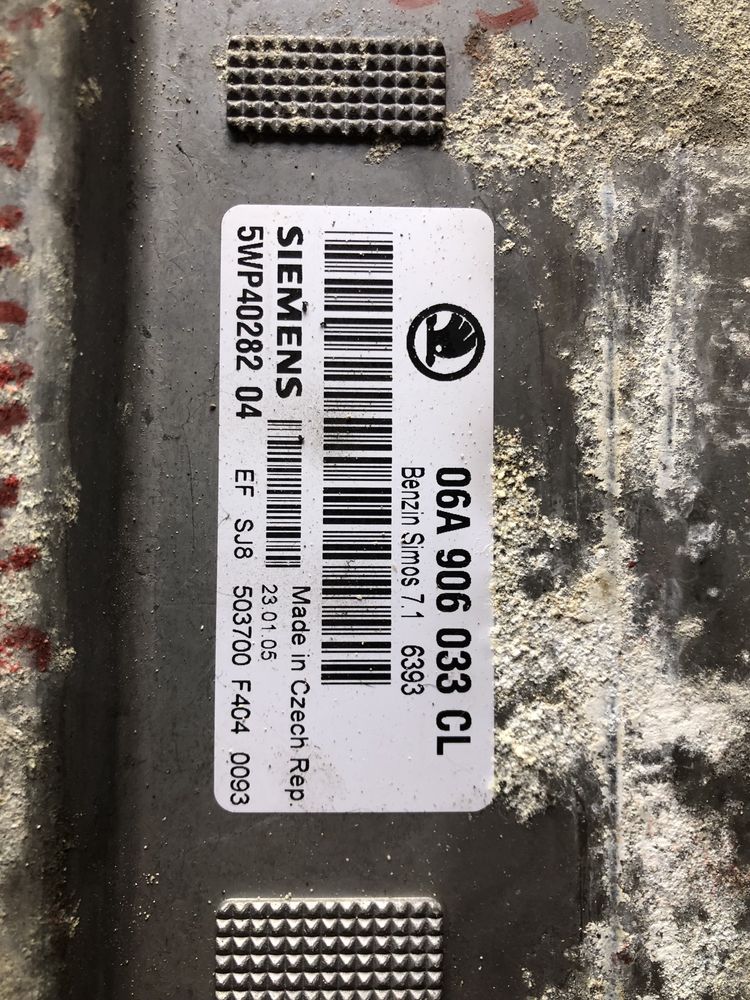 06A 906 033 CL
Benzin Simos 7.1 6393
SIEMENS
Made in Czech Rep.
23.01.05
5WP40282 04 EF SJ8 503700 F404 0093